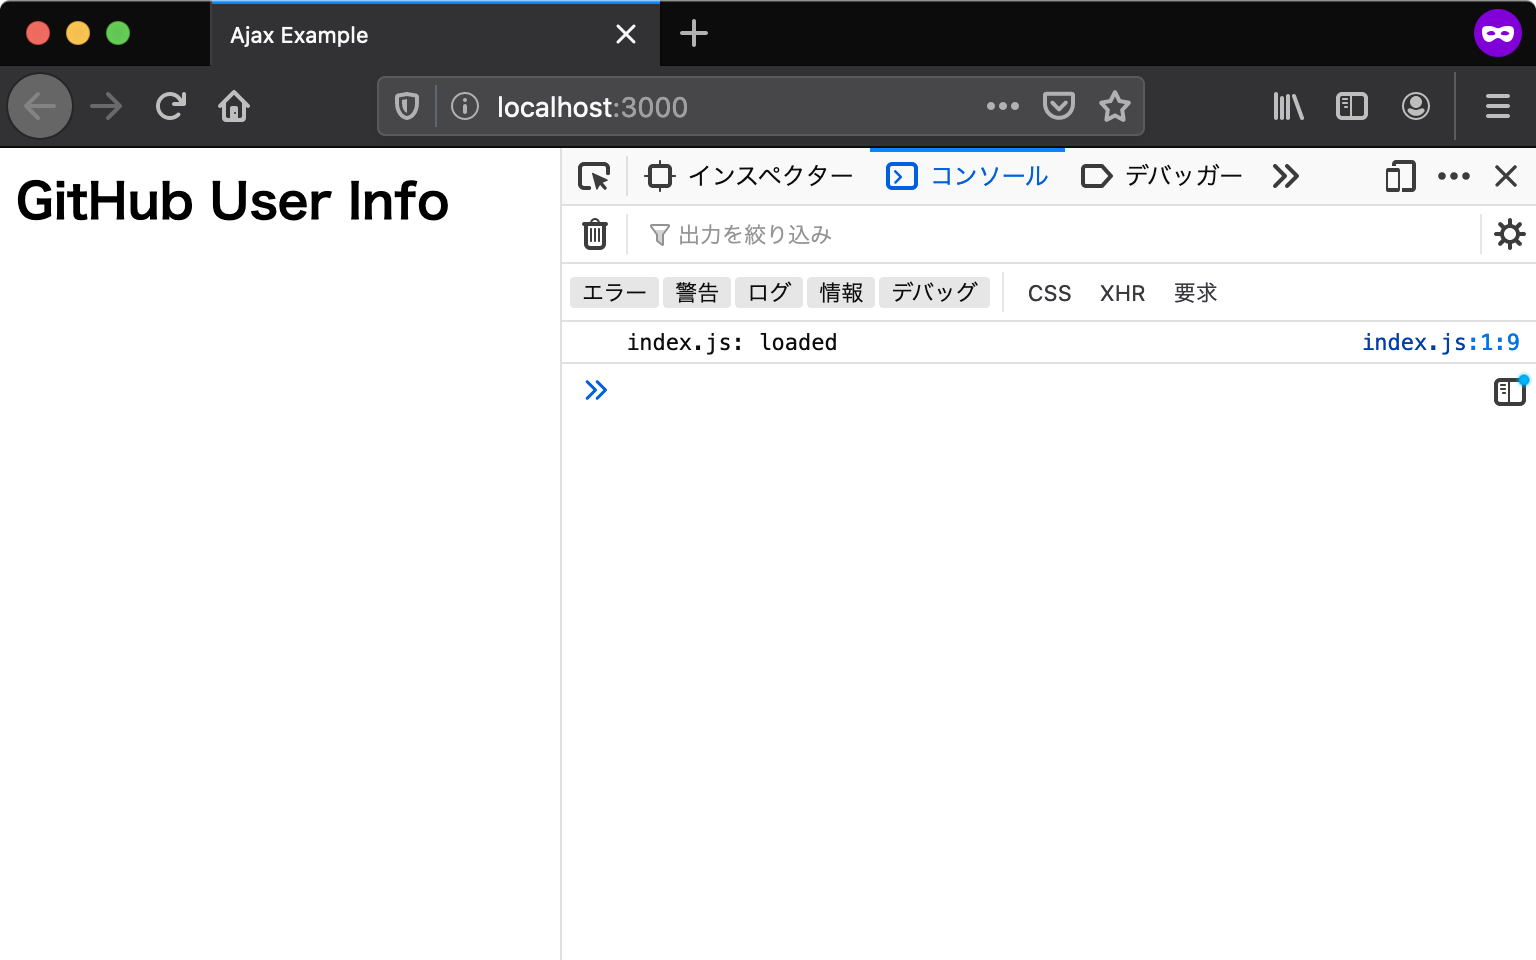 Ajax Example
localhost:3000
GitHub User Info
インスペクター
コンソール
デバッガー
出力を絞り込み
エラー
警告
ログ
情報
デバッグ
CSS
XHR
要求
index.js: loaded
index.js:1:9